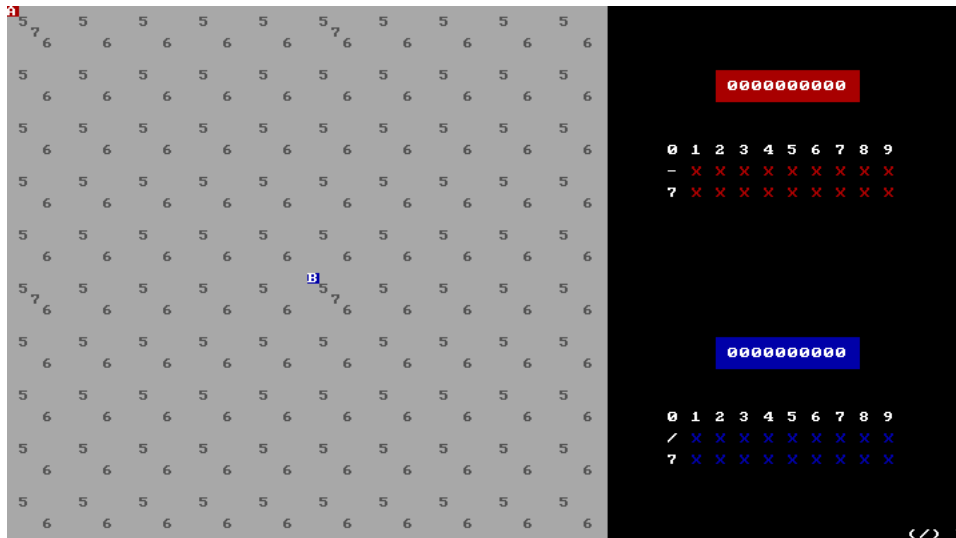 A
5 5 5 5 5 5 5 5 5 5
7 7
6 6 6 6 6 6 6 6 6 6
5 5 5 5 5 5 5 5 5 5
6 6 6 6 6 6 6 6 6 6
5 5 5 5 5 5 5 5 5 5
6 6 6 6 6 6 6 6 6 6
5 5 5 5 5 5 5 5 5 5
6 6 6 6 6 6 6 6 6 6
5 5 5 5 5 5 5 5 5 5
6 6 6 6 6 6 6 6 6 6
B
5 5 5 5 5 5 5 5 5 5
7 7
6 6 6 6 6 6 6 6 6 6
5 5 5 5 5 5 5 5 5 5
6 6 6 6 6 6 6 6 6 6
5 5 5 5 5 5 5 5 5 5
6 6 6 6 6 6 6 6 6 6
5 5 5 5 5 5 5 5 5 5
6 6 6 6 6 6 6 6 6 6
5 5 5 5 5 5 5 5 5 5
6 6 6 6 6 6 6 6 6 6
0000000000
0 1 2 3 4 5 6 7 8 9
- X X X X X X X X X
7 X X X X X X X X X
0000000000
0 1 2 3 4 5 6 7 8 9
/ X X X X X X X X X
7 X X X X X X X X X
(/)